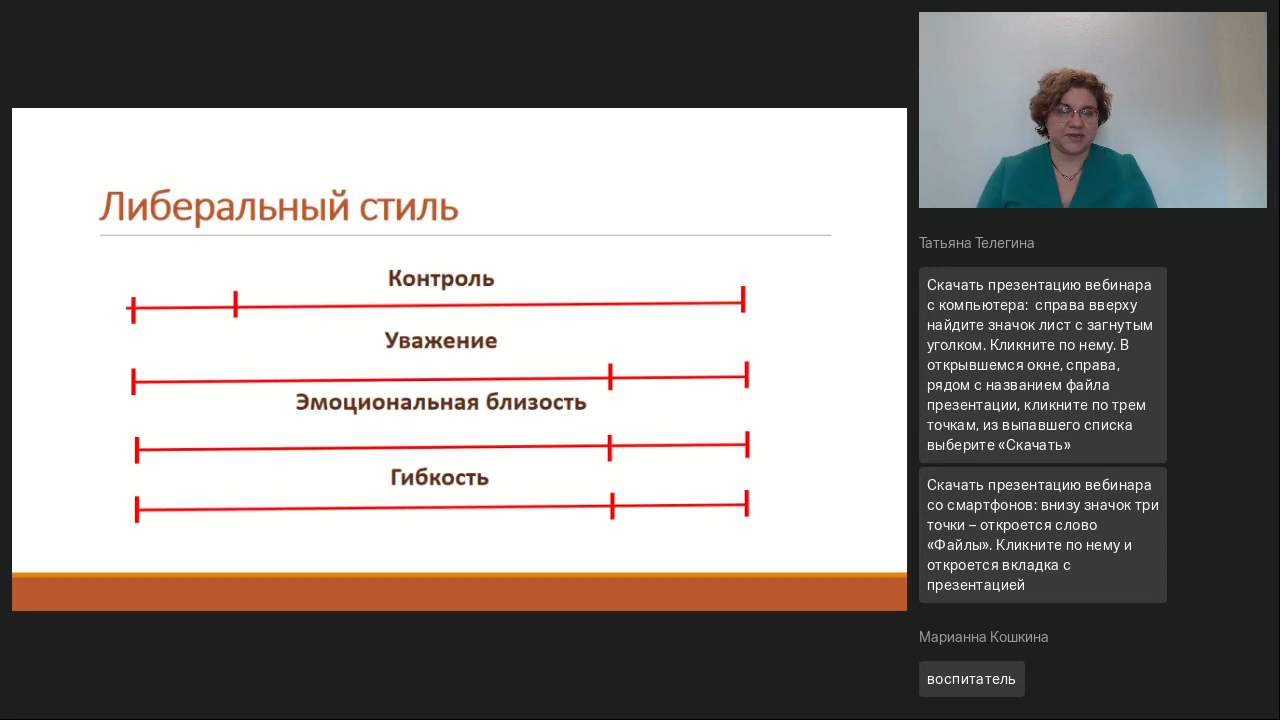 Либеральный стиль
Контроль
Уважение
Эмоциональная близость
Гибкость
Татьяна Телегина
Скачать презентацию вебинара
с компьютера:  справа вверху
найдите значок лист с загнутым
уголком. Кликните по нему. В
открывшемся окне, справа,
рядом с названием файла
презентации, кликните по трем
точкам, из выпавшего списка
выберите «Скачать»
Скачать презентацию вебинара
со смартфонов: внизу значок три
точки – откроется слово
«Файлы». Кликните по нему и
откроется вкладка с
презентацией
Марианна Кошкина
воспитатель